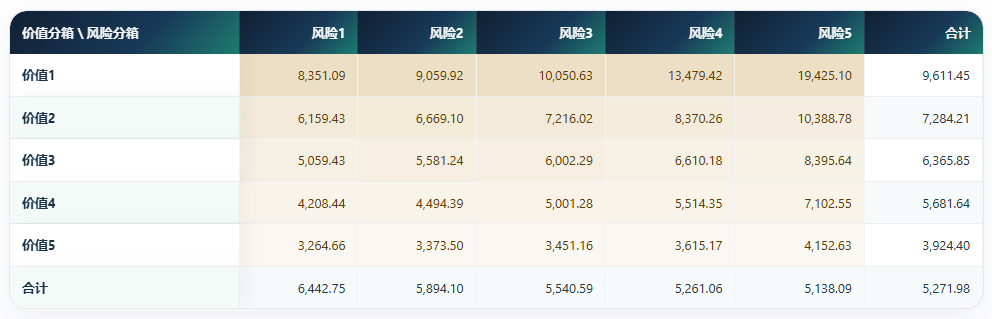 价值分箱 \ 风险分箱 风险1 风险2 风险3 风险4 风险5 合计
价值1 8,351.09 9,059.92 10,050.63 13,479.42 19,425.10 9,611.45
价值2 6,159.43 6,669.10 7,216.02 8,370.26 10,388.78 7,284.21
价值3 5,059.43 5,581.24 6,002.29 6,610.18 8,395.64 6,365.85
价值4 4,208.44 4,494.39 5,001.28 5,514.35 7,102.55 5,681.64
价值5 3,264.66 3,373.50 3,451.16 3,615.17 4,152.63 3,924.40
合计 6,442.75 5,894.10 5,540.59 5,261.06 5,138.09 5,271.98